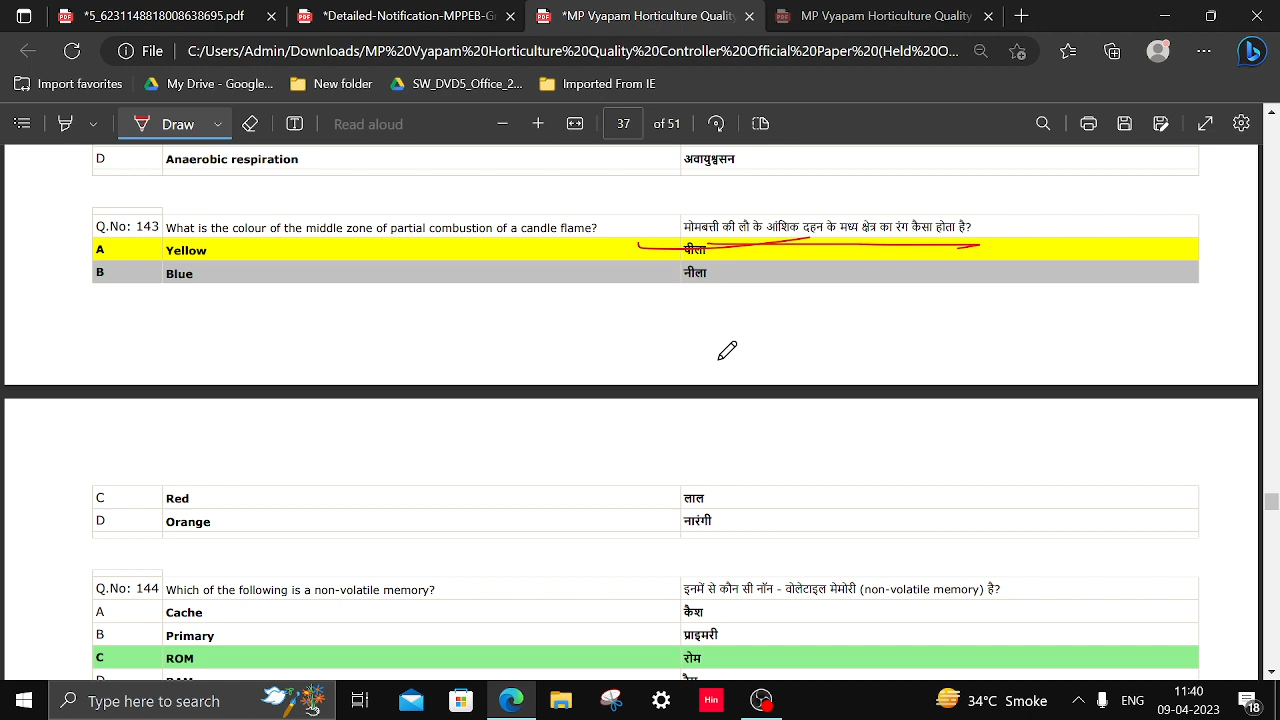 *5_6231148818008638695.pdf
*Detailed-Notification-MPPEB-G
*MP Vyapam Horticulture Quality
MP Vyapam Horticulture Quality
File C:/Users/Admin/Downloads/MP%20Vyapam%20Horticulture%20Quality%20Controller%20Official%20Paper%20(Held%20O...
Import favorites My Drive - Google... New folder SW_DVD5_Office_2... Imported From IE
Draw Read aloud 37 of 51
D Anaerobic respiration अवायुश्वसन
Q.No: 143 What is the colour of the middle zone of partial combustion of a candle flame? मोमबत्ती की लौ के आंशिक दहन के मध्य क्षेत्र का रंग कैसा होता है?
A Yellow पीला
B Blue नीला
C Red लाल
D Orange नारंगी
Q.No: 144 Which of the following is a non-volatile memory? इनमें से कौन सी नॉन - वोलेटाइल मेमोरी (non-volatile memory) है?
A Cache कैश
B Primary प्राइमरी
C ROM रोम
D RAM रैम
Type here to search Hin 34°C Smoke ENG 11:40
09-04-2023 18